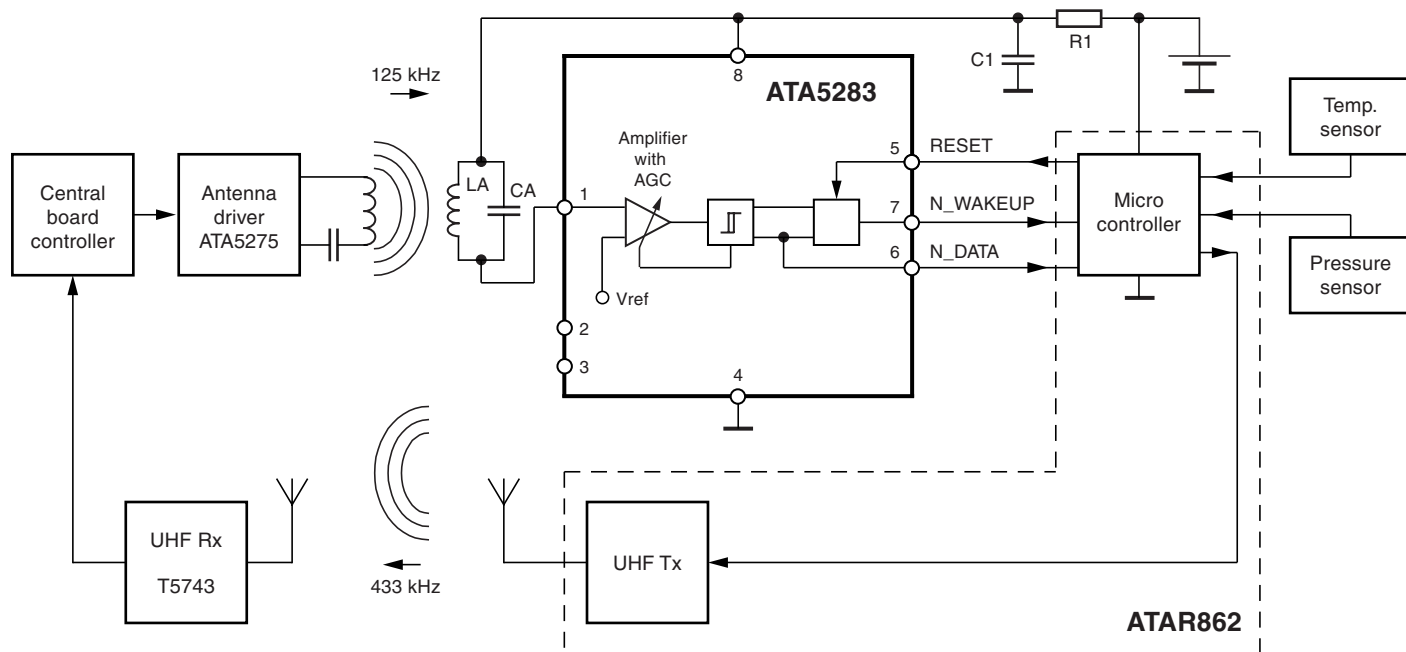 125 kHz
8
ATA5283
C1
R1
Temp.
sensor
Amplifier
with
AGC
5
RESET
Central
board
controller
Antenna
driver
ATA5275
LA
CA
1
7
N_WAKEUP
Micro
controller
6
N_DATA
Pressure
sensor
Vref
2
3
4
UHF Rx
T5743
433 kHz
UHF Tx
ATAR862